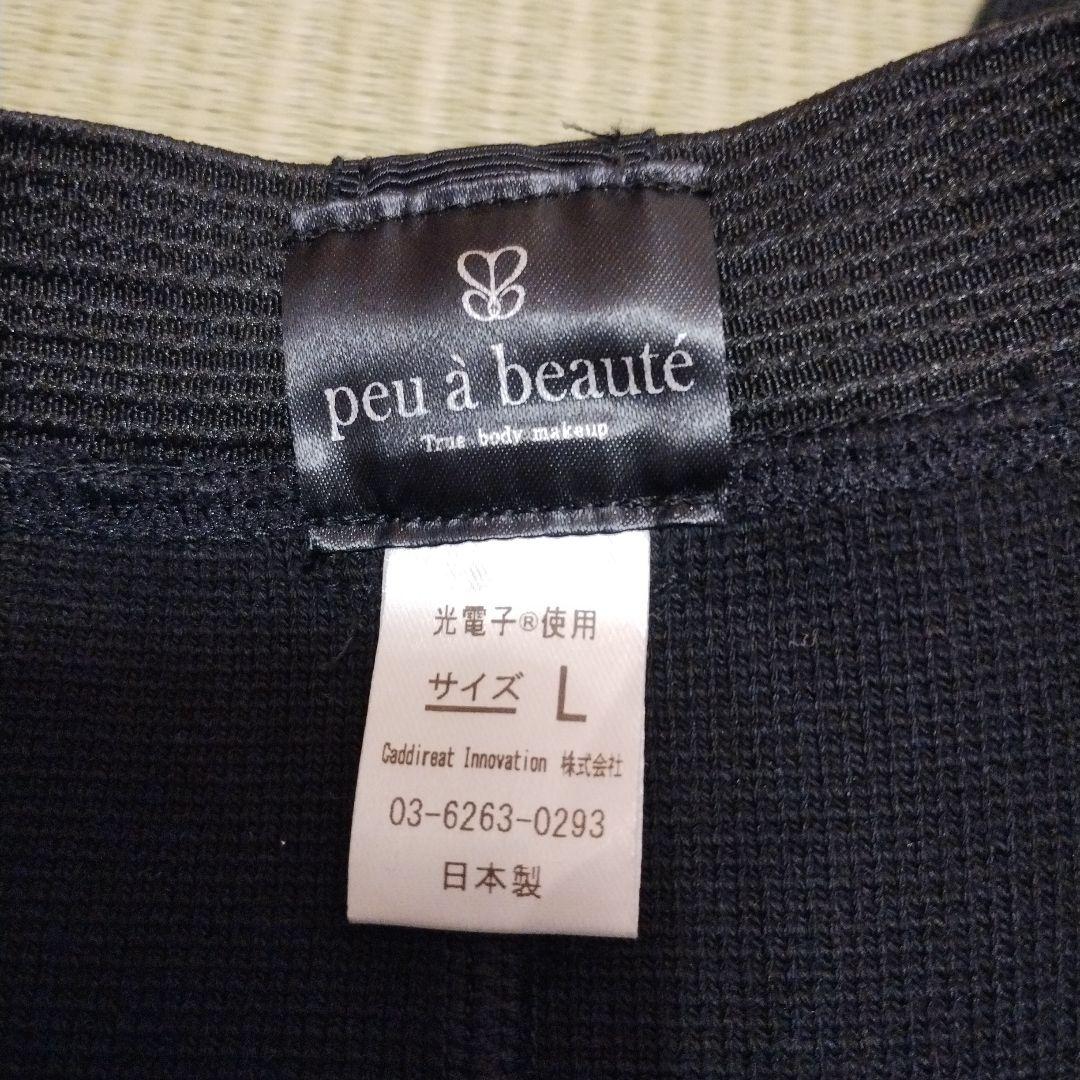 peu à beauté
True body makeup
光電子®使用
サイズ L
Caddireat Innovation 株式会社
03-6263-0293
日本製